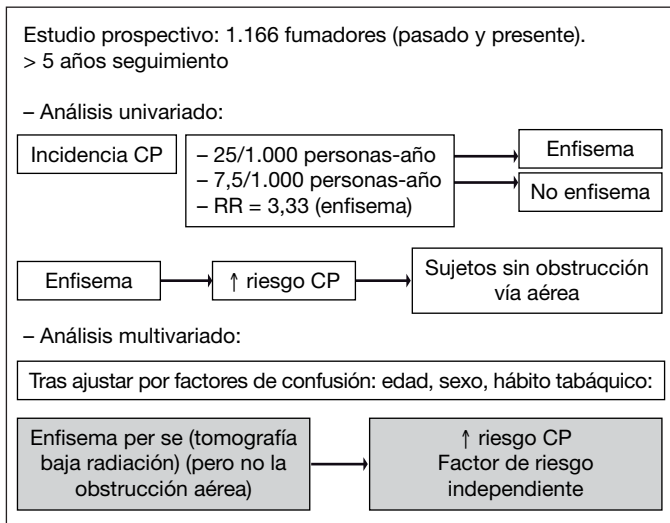 Estudio prospectivo: 1.166 fumadores (pasado y presente).
> 5 años seguimiento
– Análisis univariado:
Incidencia CP
– 25/1.000 personas-año
– 7,5/1.000 personas-año
– RR = 3,33 (enfisema)
Enfisema
No enfisema
Enfisema
↑ riesgo CP
Sujetos sin obstrucción
vía aérea
– Análisis multivariado:
Tras ajustar por factores de confusión: edad, sexo, hábito tabáquico:
Enfisema per se (tomografía
baja radiación) (pero no la
obstrucción aérea)
↑ riesgo CP
Factor de riesgo
independiente